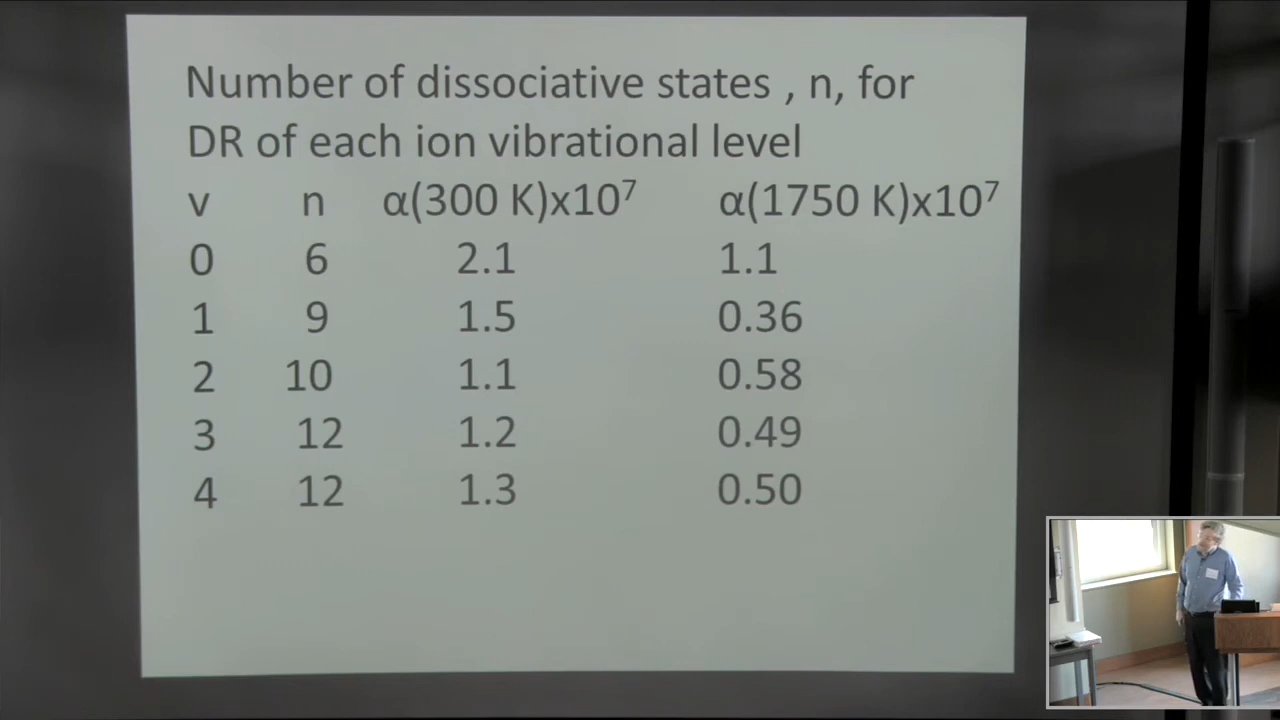 Number of dissociative states , n, for
DR of each ion vibrational level
v n α(300 K)x10⁷ α(1750 K)x10⁷
0 6 2.1 1.1
1 9 1.5 0.36
2 10 1.1 0.58
3 12 1.2 0.49
4 12 1.3 0.50